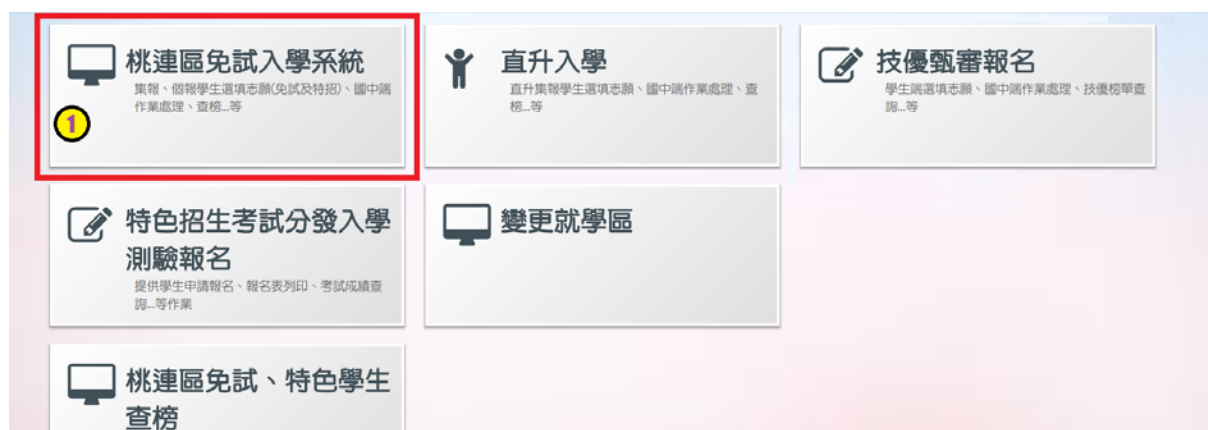 桃連區免試入學系統
集報、個報學生選填志願(免試及特招)、國中端
作業處理、查榜...等
1
直升入學
直升集報學生選填志願、國中端作業處理、查
榜...等
技優甄審報名
學生端選填志願、國中端作業處理、技優榜單查
詢...等
特色招生考試分發入學
測驗報名
提供學生申請報名、報名表列印、考試成績查
詢...等作業
變更就學區
桃連區免試、特色學生
查榜